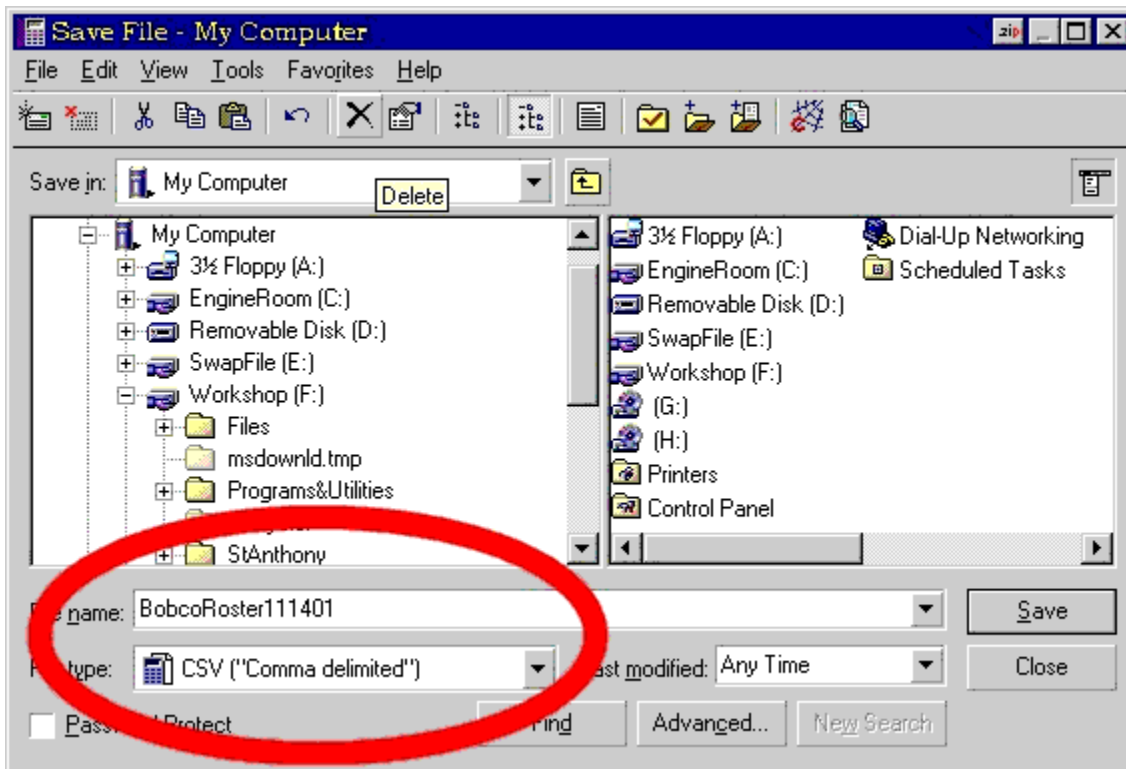 Save File - My Computer
zip
File Edit View Tools Favorites Help
Save in: My Computer
Delete
My Computer
3½ Floppy (A:)
EngineRoom (C:)
Removable Disk (D:)
SwapFile (E:)
Workshop (F:)
Files
msdownld.tmp
Programs&Utilities
StAnthony
3½ Floppy (A:)
EngineRoom (C:)
Removable Disk (D:)
SwapFile (E:)
Workshop (F:)
(G:)
(H:)
Printers
Control Panel
Dial-Up Networking
Scheduled Tasks
name: BobcoRoster111401
Save
type: CSV ("Comma delimited")
modified: Any Time
Close
Protect
Find
Advanced...
New Search